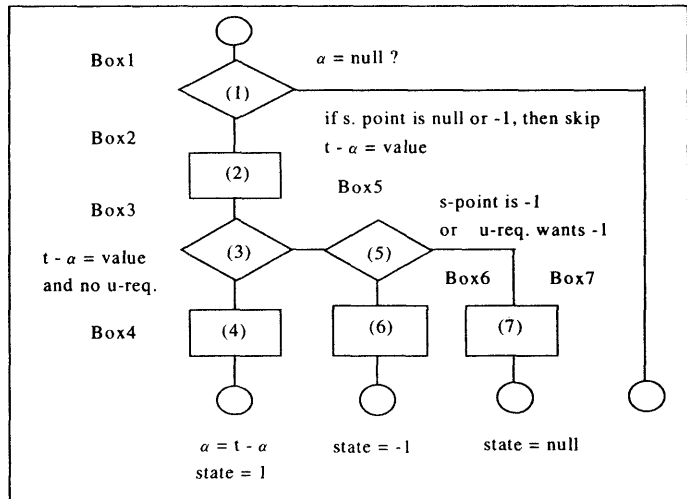 Box1
α = null ?
(1)
if s. point is null or -1, then skip
t - α = value
Box2
(2)
Box5
Box3
s-point is -1
or u-req. wants -1
(3)
(5)
t - α = value
and no u-req.
Box6
Box7
Box4
(4)
(6)
(7)
α = t - α
state = 1
state = -1
state = null